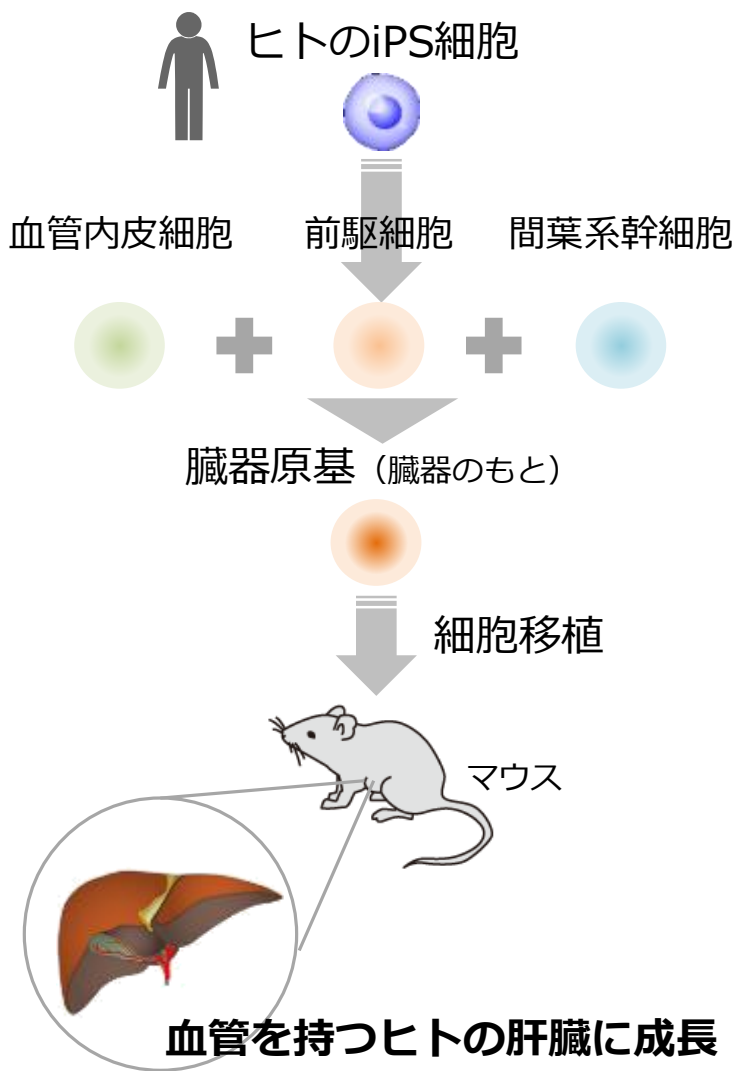 ヒトのiPS細胞
血管内皮細胞 前駆細胞 間葉系幹細胞
臓器原基（臓器のもと）
細胞移植
マウス
血管を持つヒトの肝臓に成長